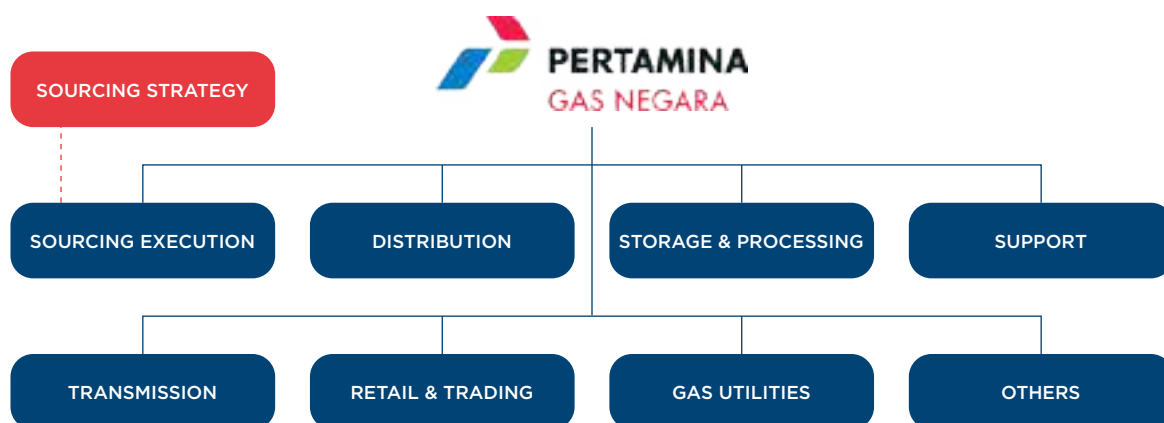 SOURCING STRATEGY
PERTAMINA
GAS NEGARA
SOURCING EXECUTION
DISTRIBUTION
STORAGE & PROCESSING
SUPPORT
TRANSMISSION
RETAIL & TRADING
GAS UTILITIES
OTHERS